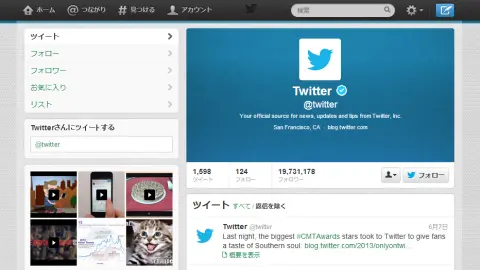 ホーム
つながり
見つける
アカウント
検索
ツイート
フォロー
フォロワー
お気に入り
リスト
Twitterさんにツイートする
@twitter
Twitter
@twitter
Your official source for news, updates and tips from Twitter, Inc.
San Francisco, CA · blog.twitter.com
1,598
ツイート
124
フォロー
19,731,178
フォロワー
フォロー
ツイート すべて / 返信を除く
Twitter @twitter 6月7日
Last night, the biggest #CMTAwards stars took to Twitter to give fans
a taste of Southern soul: blog.twitter.com/2013/onlyontw...
概要を表示